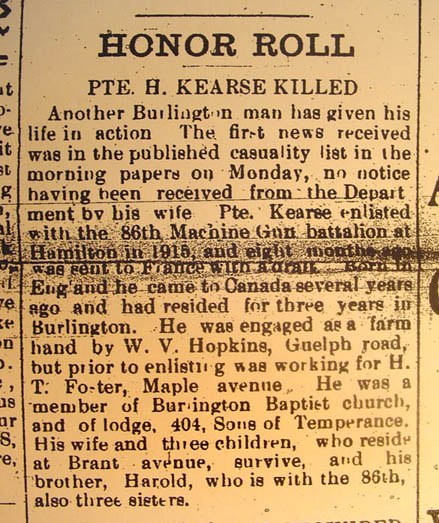 HONOR ROLL
PTE. H. KEARSE KILLED
Another Burlington man has given his
life in action The first news received
was in the published casuality list in the
morning papers on Monday, no notice
having been received from the Depart
ment by his wife Pte. Kearse enlisted
with the 86th Machine Gun battalion at
Hamilton in 1915, and eight months ago
was sent to France with a draft. Born in
England he came to Canada several years
ago and had resided for three years in
Burlington. He was engaged as a farm
hand by W. V. Hopkins, Guelph road,
but prior to enlisting was working for H.
T. Foster, Maple avenue. He was a
member of Burlington Baptist church,
and of lodge, 404, Sons of Temperance.
His wife and three children, who reside
at Brant avenue, survive, and his
brother, Harold, who is with the 86th,
also three sisters.